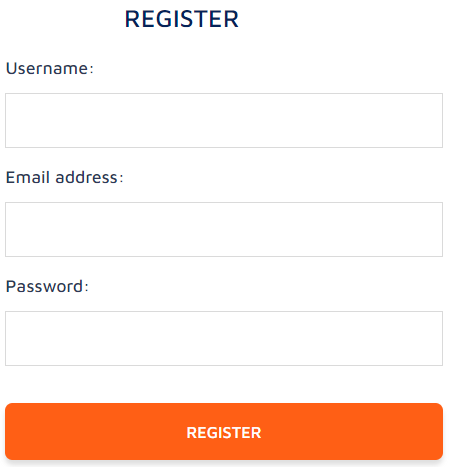 REGISTER
Username:
Email address:
Password:
REGISTER